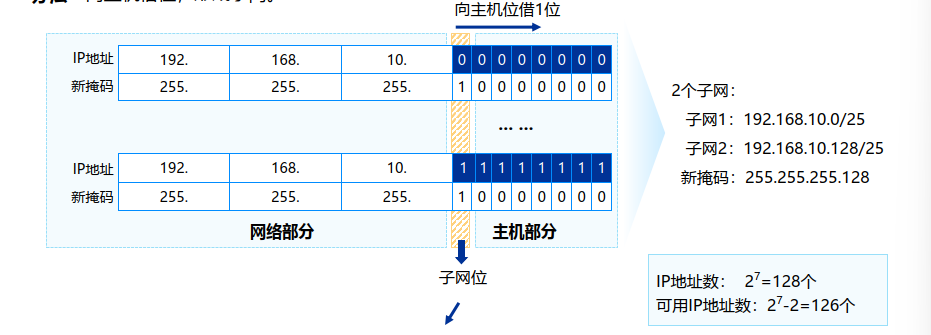 向主机位借1位
IP地址 192. 168. 10. 0 0 0 0 0 0 0 0
新掩码 255. 255. 255. 1 0 0 0 0 0 0 0
... ...
IP地址 192. 168. 10. 1 1 1 1 1 1 1 1
新掩码 255. 255. 255. 1 0 0 0 0 0 0 0
网络部分 主机部分
子网位
2个子网：
子网1：192.168.10.0/25
子网2：192.168.10.128/25
新掩码：255.255.255.128
IP地址数： 2⁷=128个
可用IP地址数：2⁷-2=126个